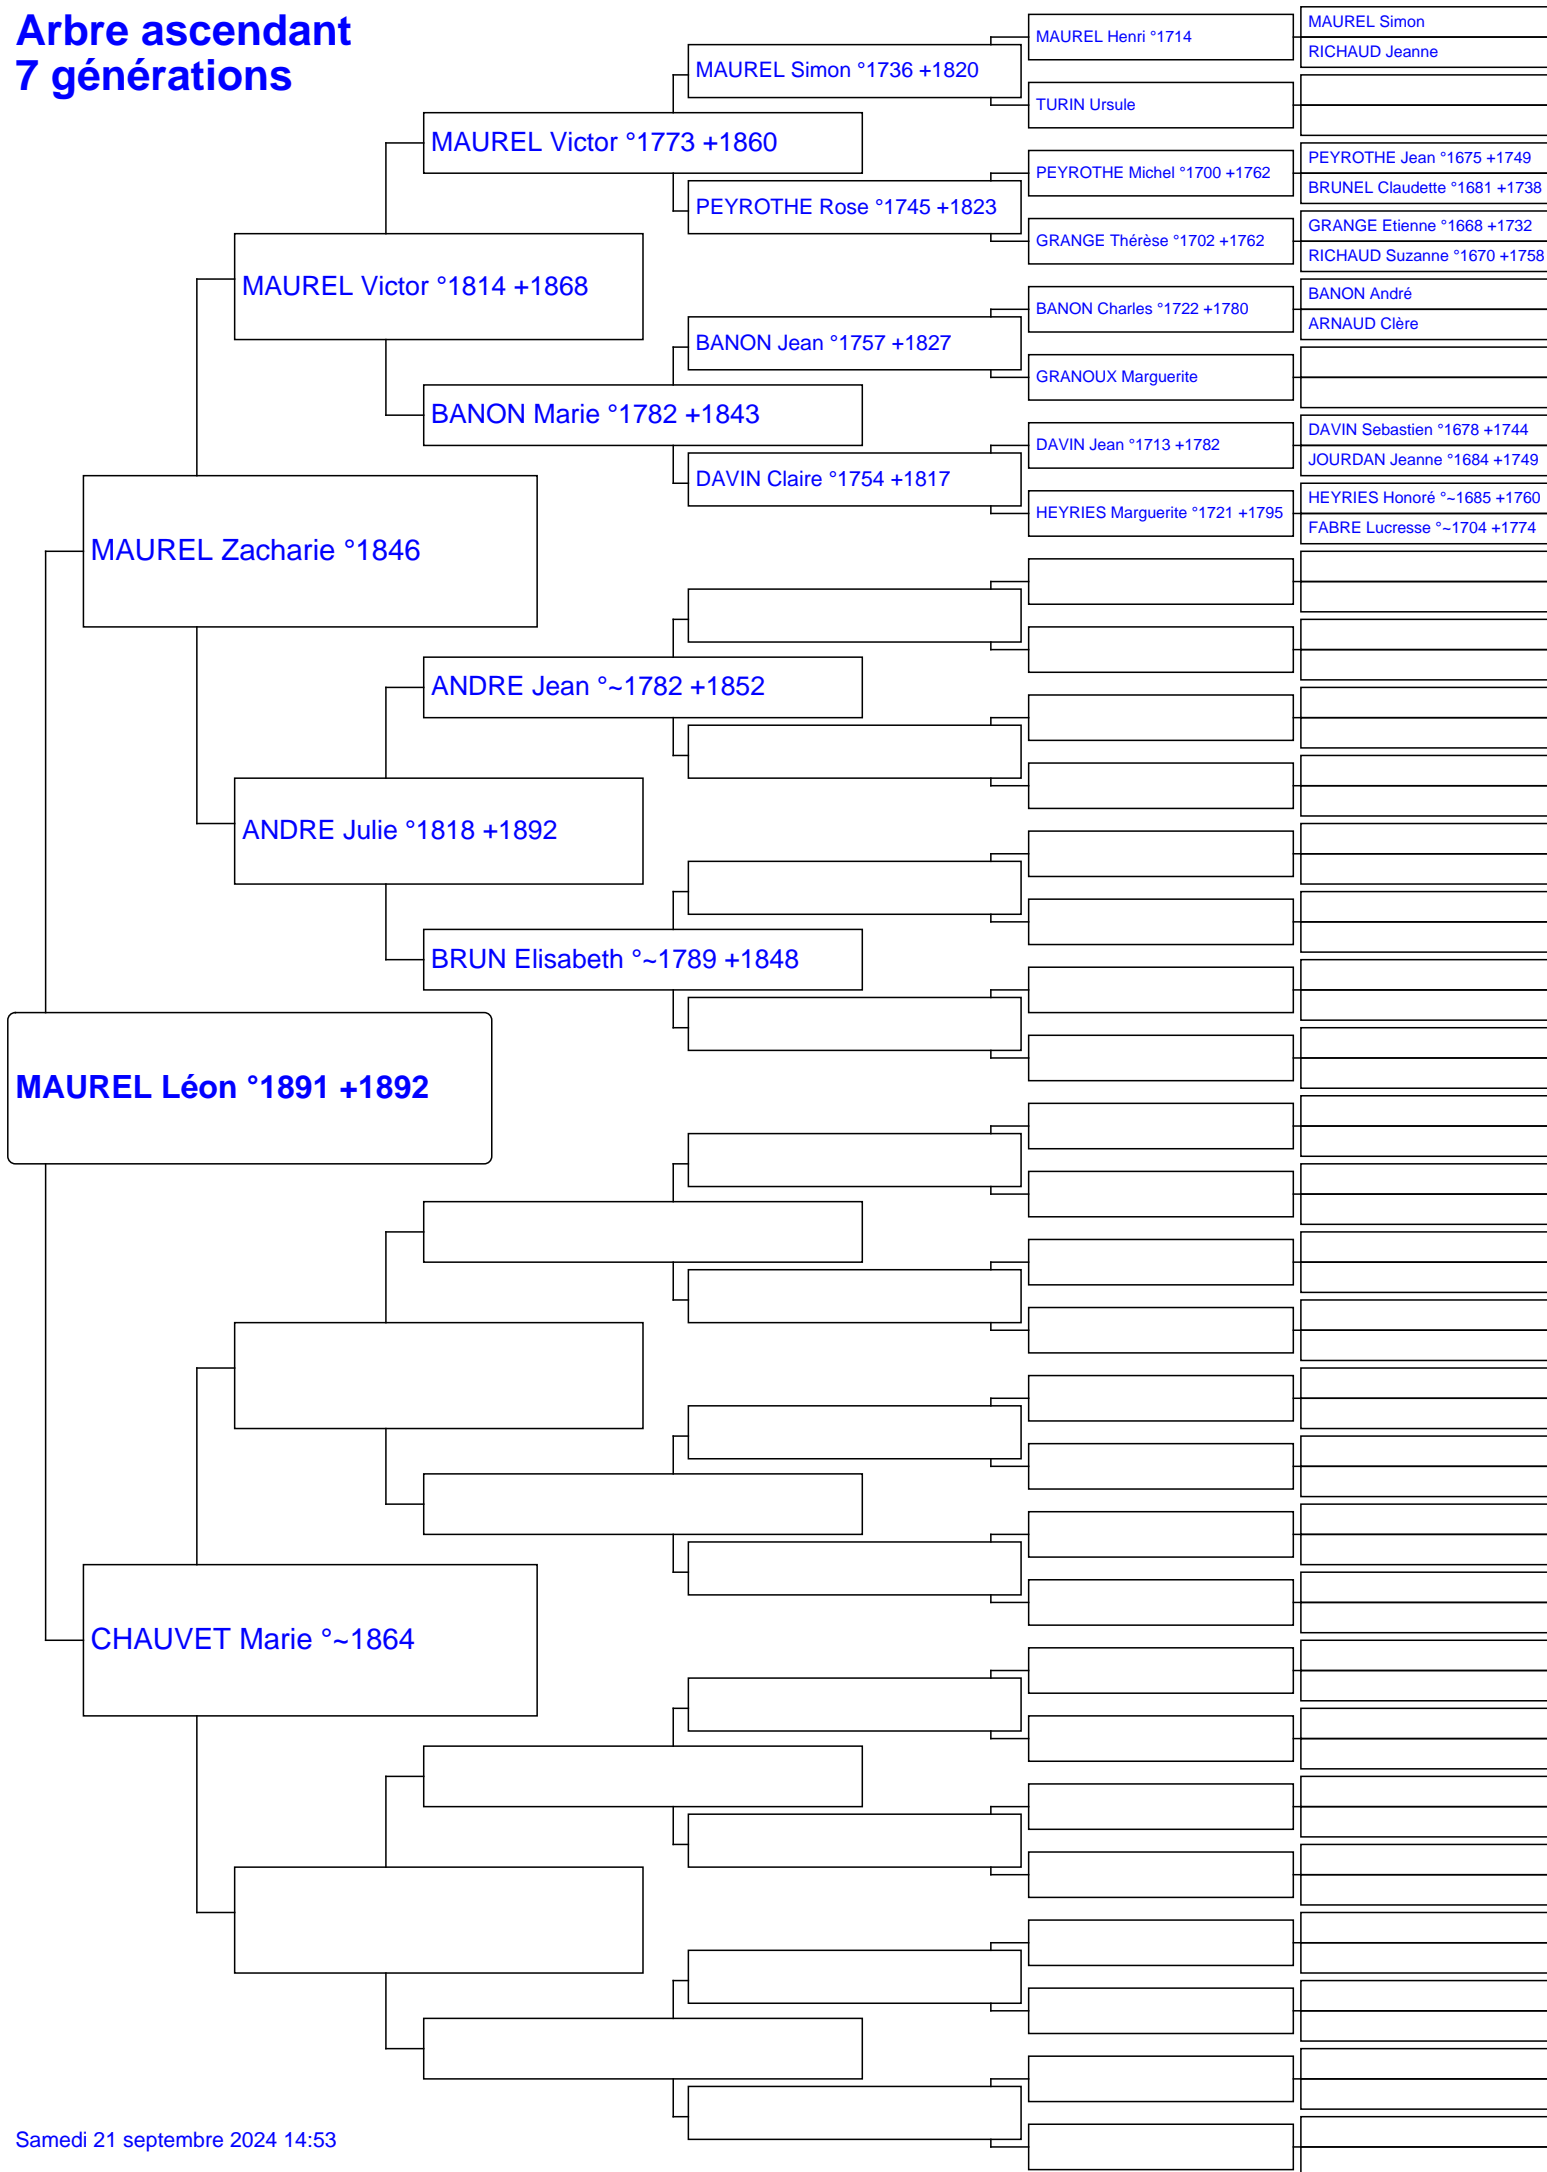 Arbre ascendant
7 générations
MAUREL Léon °1891 +1892
MAUREL Zacharie °1846
CHAUVET Marie °~1864
MAUREL Victor °1814 +1868
ANDRE Julie °1818 +1892
MAUREL Victor °1773 +1860
BANON Marie °1782 +1843
ANDRE Jean °~1782 +1852
BRUN Elisabeth °~1789 +1848
MAUREL Simon °1736 +1820
PEYROTHE Rose °1745 +1823
BANON Jean °1757 +1827
DAVIN Claire °1754 +1817
MAUREL Henri °1714
TURIN Ursule
PEYROTHE Michel °1700 +1762
GRANGE Thérèse °1702 +1762
BANON Charles °1722 +1780
GRANOUX Marguerite
DAVIN Jean °1713 +1782
HEYRIES Marguerite °1721 +1795
MAUREL Simon
RICHAUD Jeanne
PEYROTHE Jean °1675 +1749
BRUNEL Claudette °1681 +1738
GRANGE Etienne °1668 +1732
RICHAUD Suzanne °1670 +1758
BANON André
ARNAUD Clère
DAVIN Sebastien °1678 +1744
JOURDAN Jeanne °1684 +1749
HEYRIES Honoré °~1685 +1760
FABRE Lucresse °~1704 +1774
Samedi 21 septembre 2024 14:53